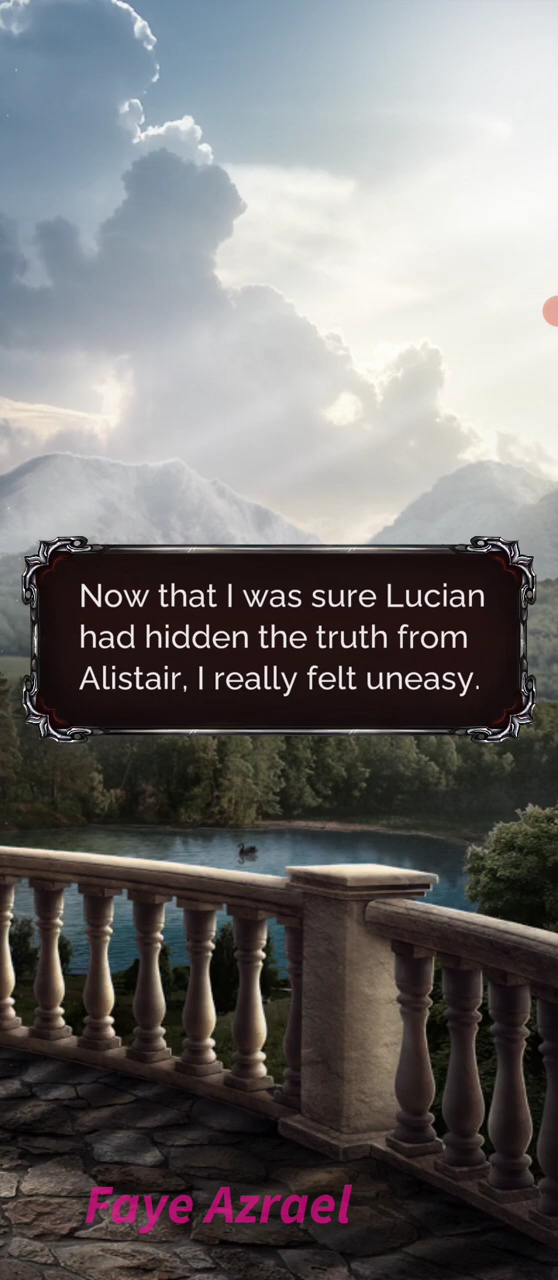 Now that I was sure Lucian
had hidden the truth from
Alistair, I really felt uneasy.
Faye Azrael